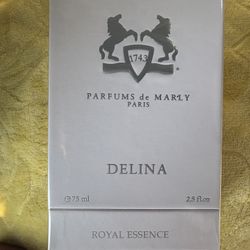 1743
PARFUMS de MARLY
PARIS
DELINA
℮75 ml 2,5 fl.oz
ROYAL ESSENCE